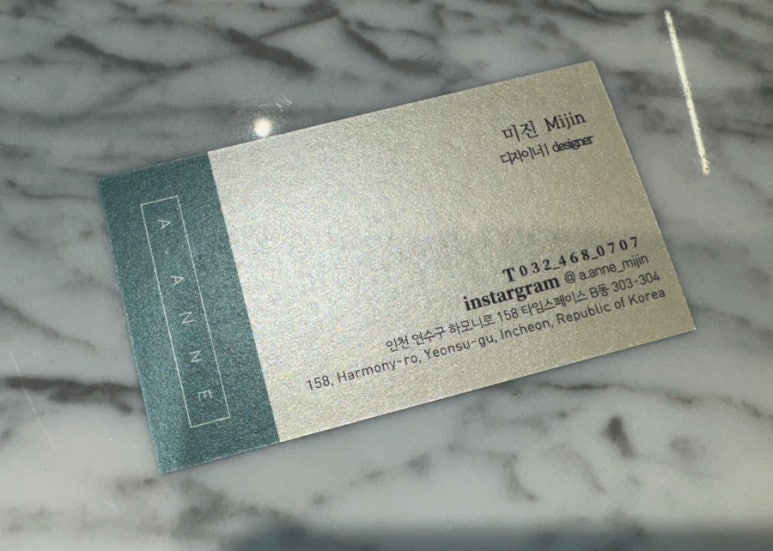 A · ANNE
미진 Mijin
디자이너 | designer
T 032_468_0707
instargram @ a.anne_mijin
인천 연수구 하모니로 158 타임스페이스 B동 303-304
158, Harmony-ro, Yeonsu-gu, Incheon, Republic of Korea